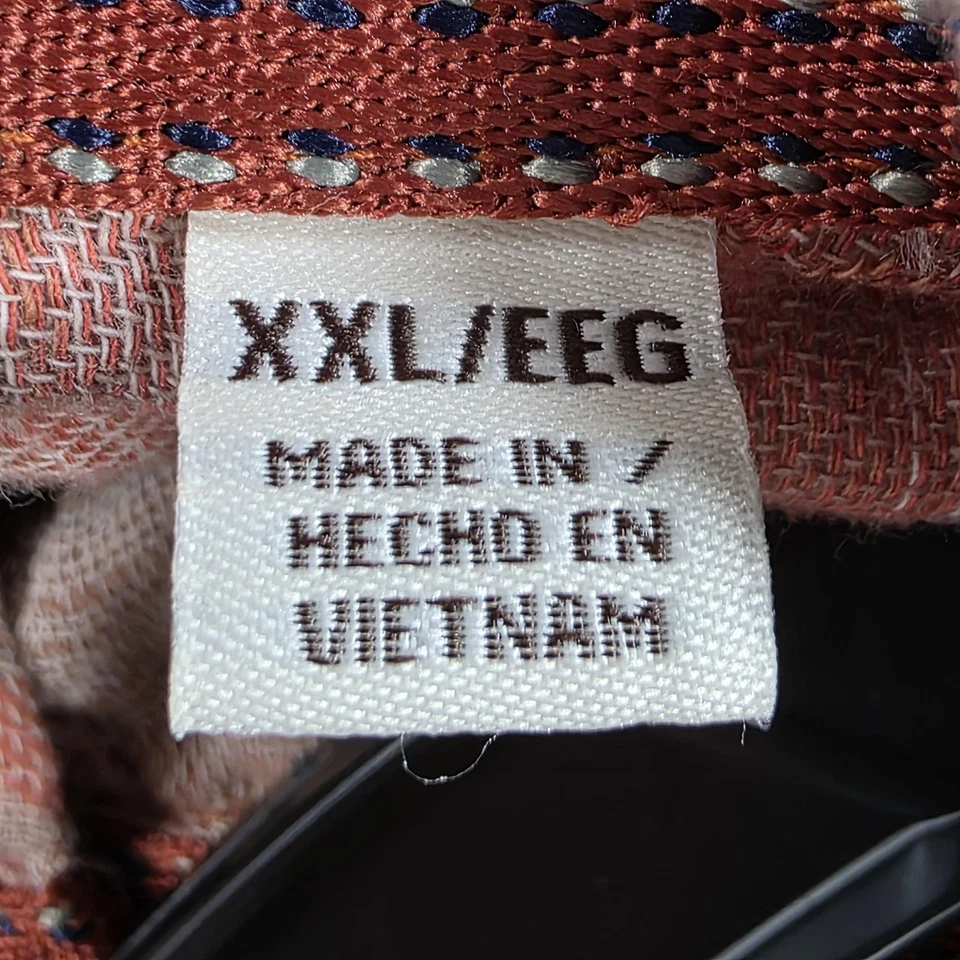 XXL/EEG
MADE IN /
HECHO EN
VIETNAM